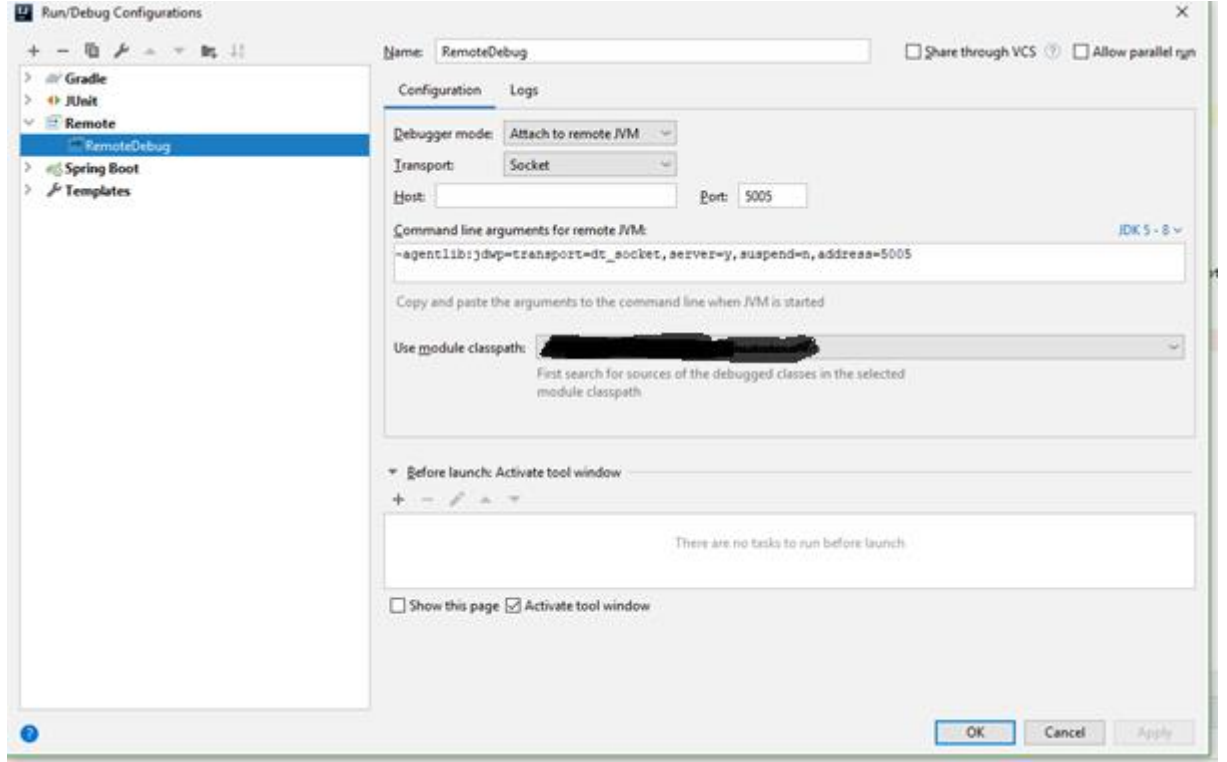 Run/Debug Configurations
Name: RemoteDebug Share through VCS ? Allow parallel run
Gradle
JUnit
Remote
RemoteDebug
Spring Boot
Templates
Configuration Logs
Debugger mode: Attach to remote JVM
Transport: Socket
Host: Port: 5005
Command line arguments for remote JVM: JDK 5 - 8
-agentlib:jdwp=transport=dt_socket,server=y,suspend=n,address=5005
Copy and paste the arguments to the command line when JVM is started
Use module classpath:
First search for sources of the debugged classes in the selected
module classpath
Before launch: Activate tool window
There are no tasks to run before launch
Show this page Activate tool window
? OK Cancel Apply